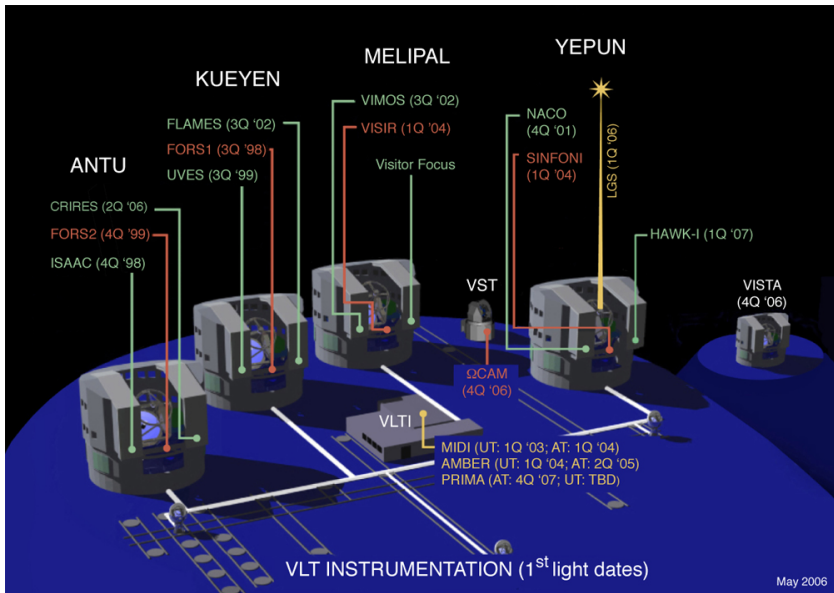 YEPUN
MELIPAL
KUEYEN
ANTU
VIMOS (3Q ‘02)
VISIR (1Q ’04)
Visitor Focus
NACO
(4Q ‘01)
SINFONI
(1Q ‘04)
LGS (1Q ‘06)
HAWK-I (1Q ‘07)
FLAMES (3Q ‘02)
FORS1 (3Q ‘98)
UVES (3Q ‘99)
CRIRES (2Q ‘06)
FORS2 (4Q ‘99)
ISAAC (4Q ‘98)
VST
VISTA
(4Q ‘06)
ΩCAM
(4Q ‘06)
VLTI
MIDI (UT: 1Q ‘03; AT: 1Q ‘04)
AMBER (UT: 1Q ‘04; AT: 2Q ‘05)
PRIMA (AT: 4Q ‘07; UT: TBD)
VLT INSTRUMENTATION (1st light dates)
May 2006